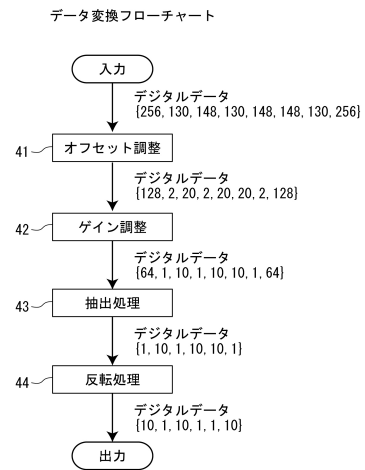 データ変換フローチャート
入力
デジタルデータ
{256, 130, 148, 130, 148, 148, 130, 256}
41 オフセット調整
デジタルデータ
{128, 2, 20, 2, 20, 20, 2, 128}
42 ゲイン調整
デジタルデータ
{64, 1, 10, 1, 10, 10, 1, 64}
43 抽出処理
デジタルデータ
{1, 10, 1, 10, 10, 1}
44 反転処理
デジタルデータ
{10, 1, 10, 1, 1, 10}
出力